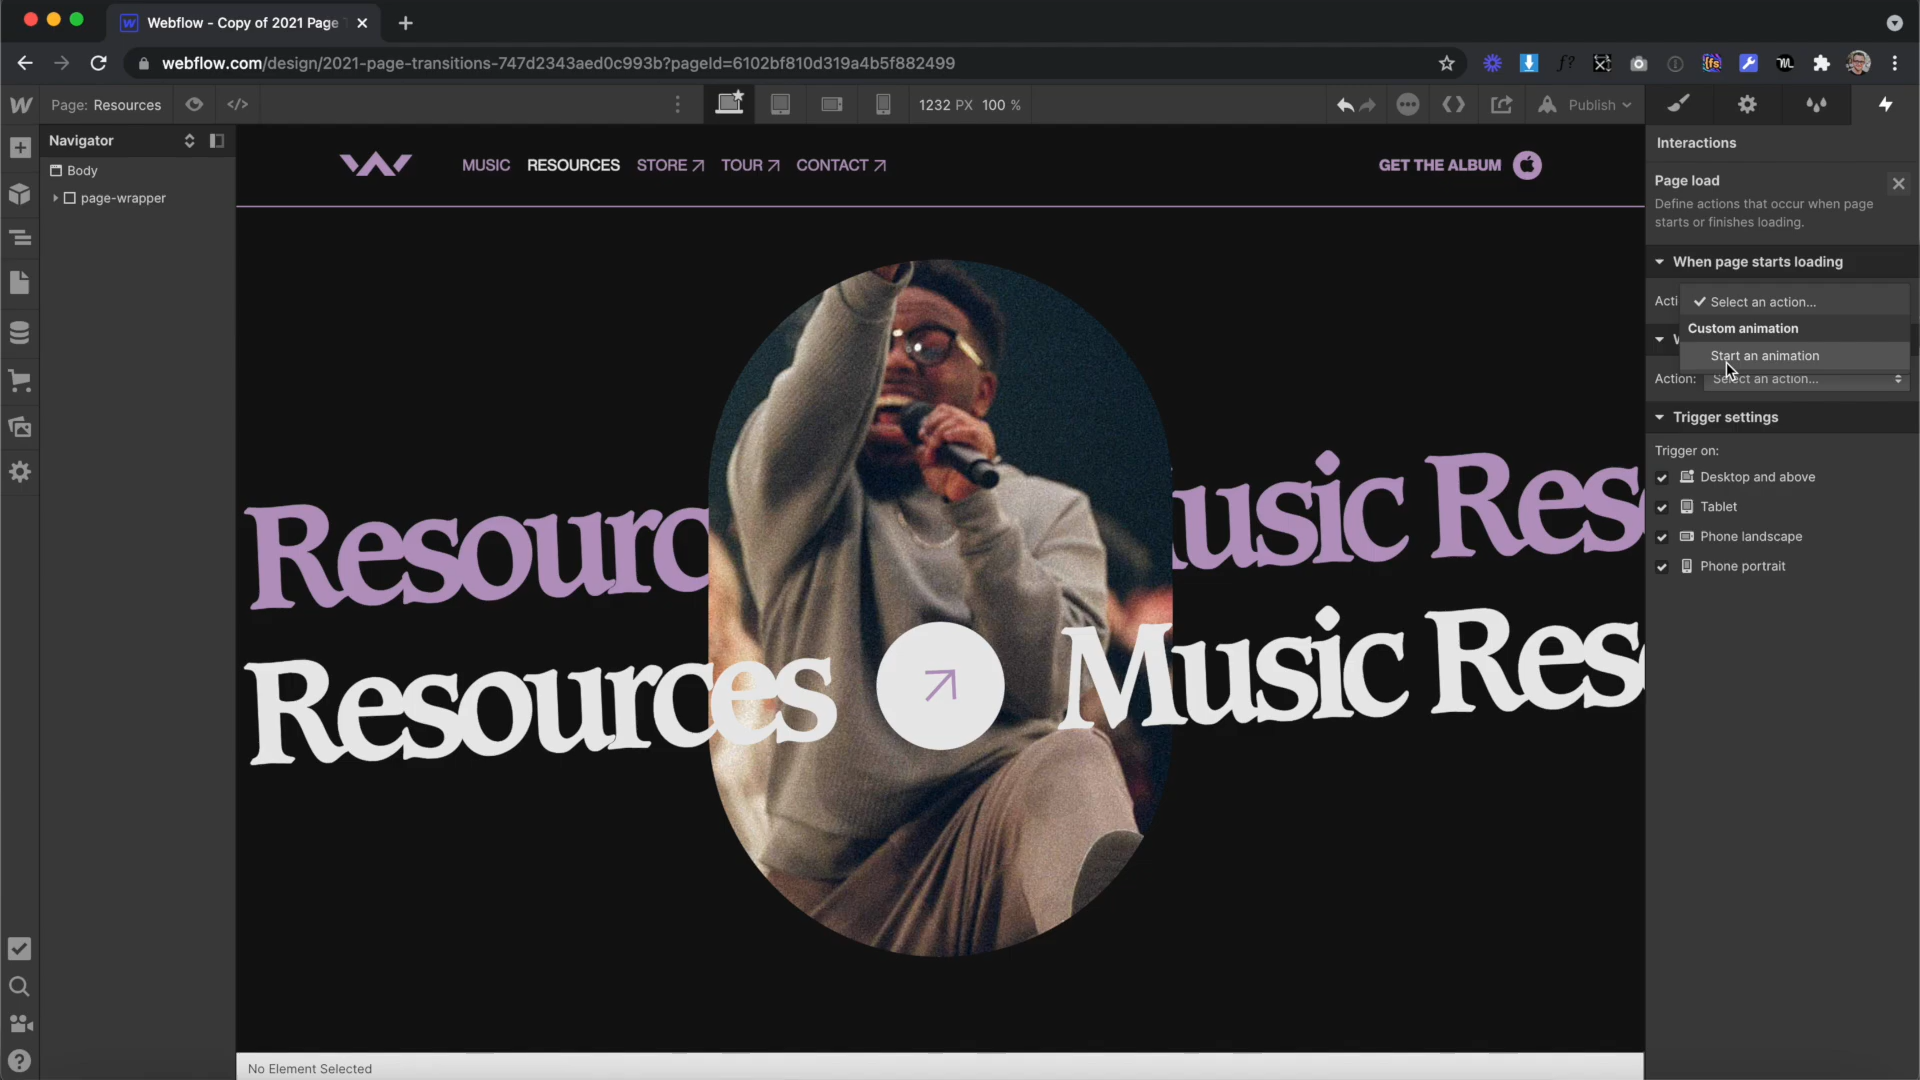 Webflow - Copy of 2021 Page
webflow.com/design/2021-page-transitions-747d2343aed0c993b?pageId=6102bf810d319a4b5f882499
Page: Resources
1232 PX 100 %
Publish
Navigator
Body
page-wrapper
MUSIC RESOURCES STORE TOUR CONTACT
GET THE ALBUM
Resourc
usic Res
Resources
Music Res
No Element Selected
Interactions
Page load
Define actions that occur when page
starts or finishes loading.
When page starts loading
Acti
Select an action...
Custom animation
Start an animation
Action: Select an action...
Trigger settings
Trigger on:
Desktop and above
Tablet
Phone landscape
Phone portrait